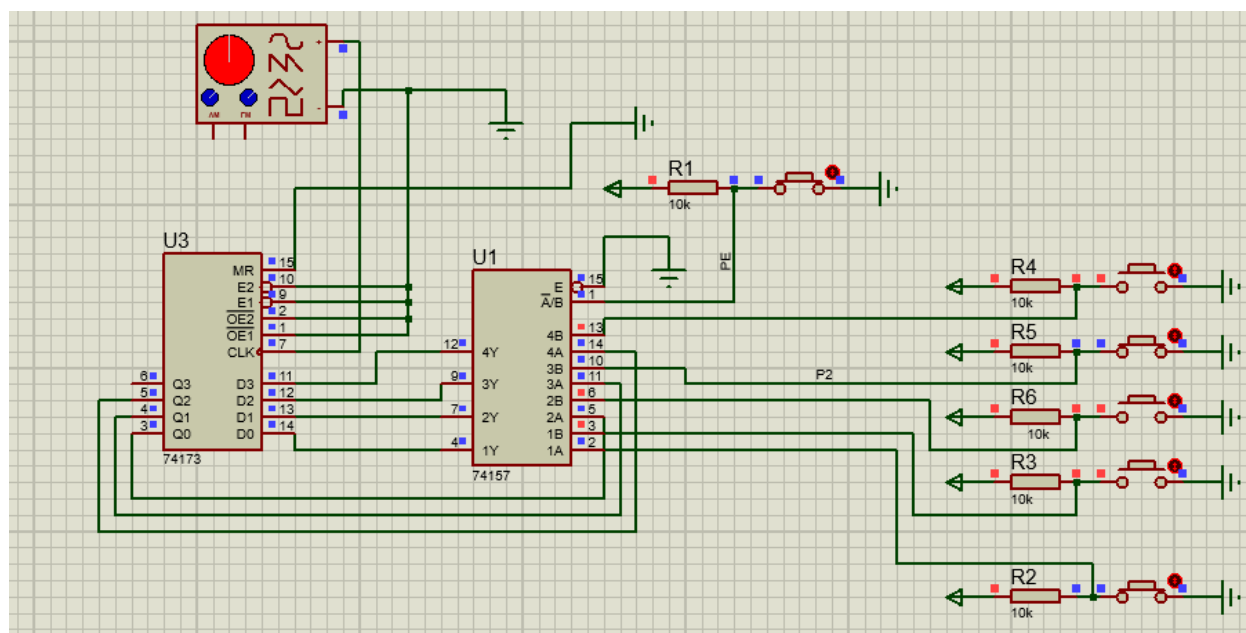 +
-
AM
FM
R1
10k
PE
U3
MR 15
E2 10
E1 9
OE2 2
OE1 1
CLK 7
Q3 6
D3 11
Q2 5
D2 12
Q1 4
D1 13
Q0 3
D0 14
74173
U1
E 15
A/B 1
4B 13
12 4Y
4A 14
3B 10
9 3Y
3A 11
2B 6
7 2Y
2A 5
1B 3
4 1Y
1A 2
74157
P2
R4
10k
R5
10k
R6
10k
R3
10k
R2
10k